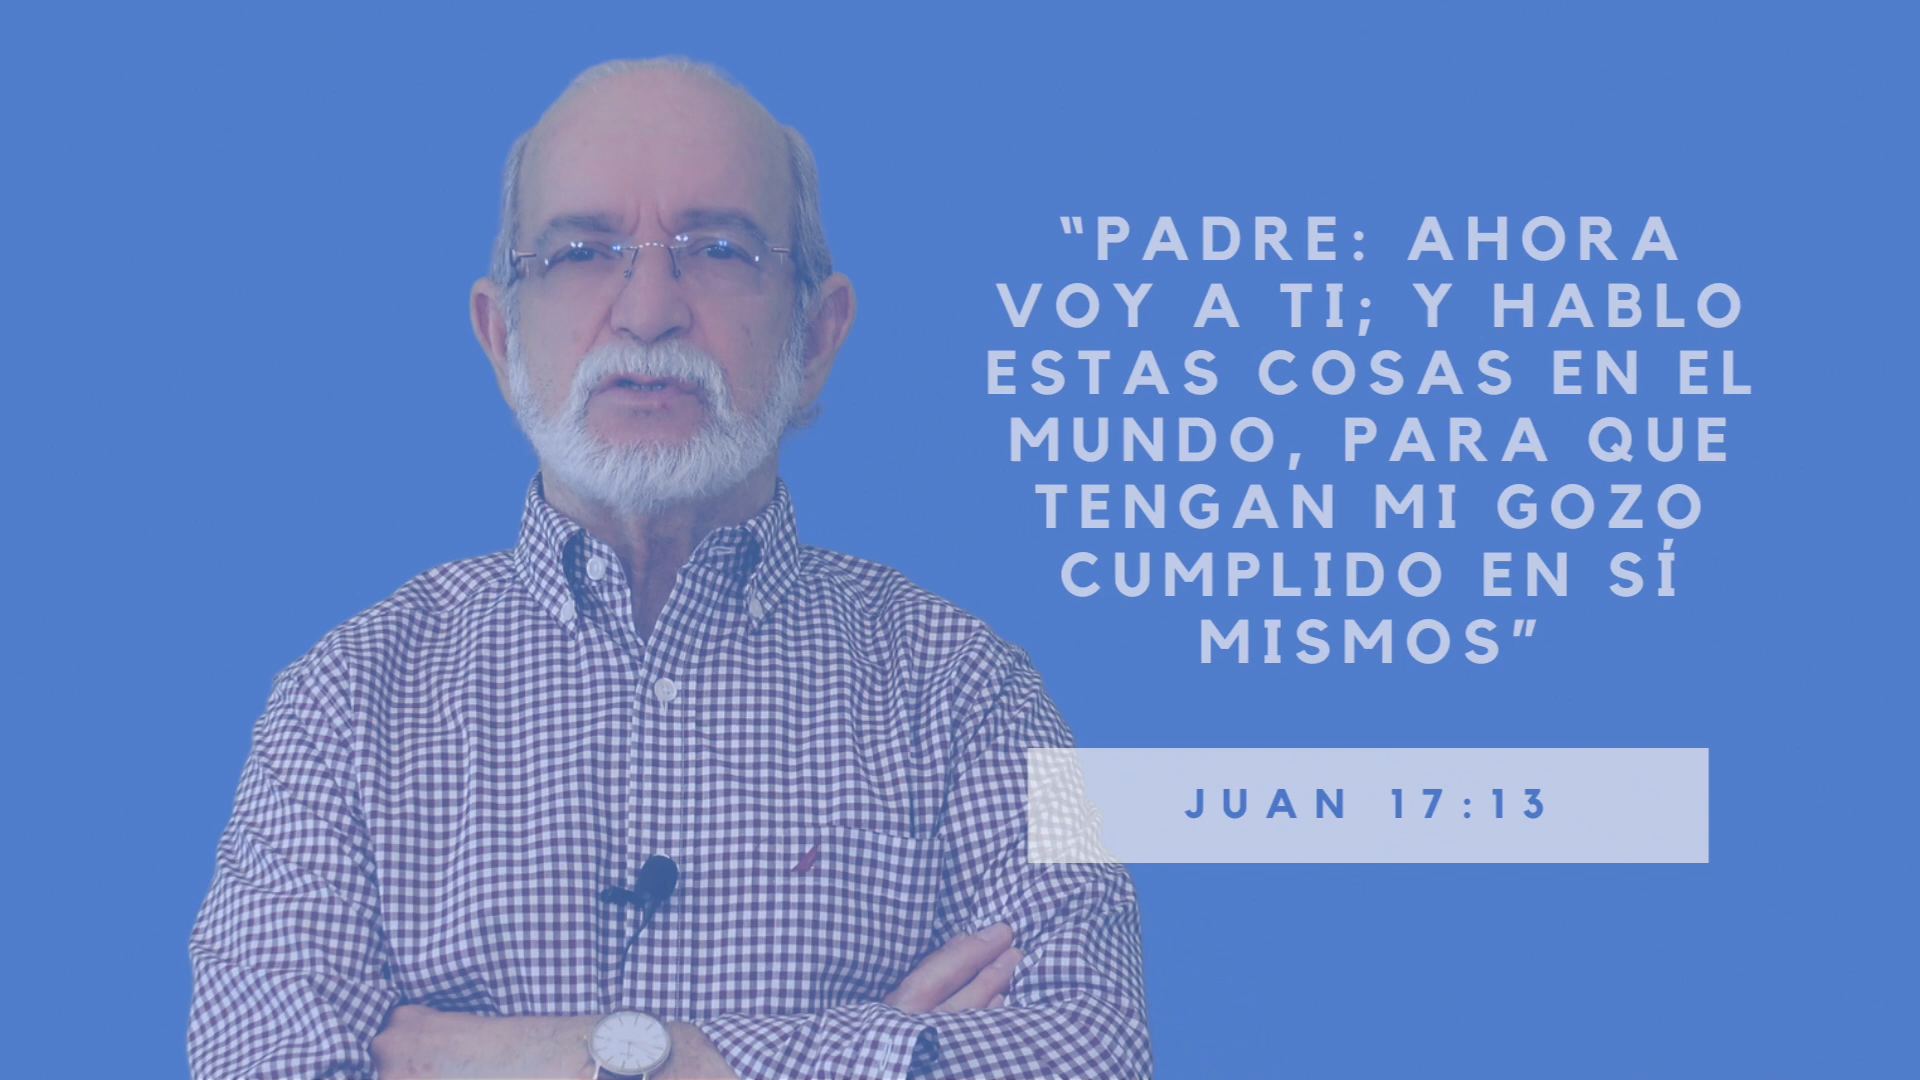 “PADRE: AHORA
VOY A TI; Y HABLO
ESTAS COSAS EN EL
MUNDO, PARA QUE
TENGAN MI GOZO
CUMPLIDO EN SÍ
MISMOS”
JUAN 17:13